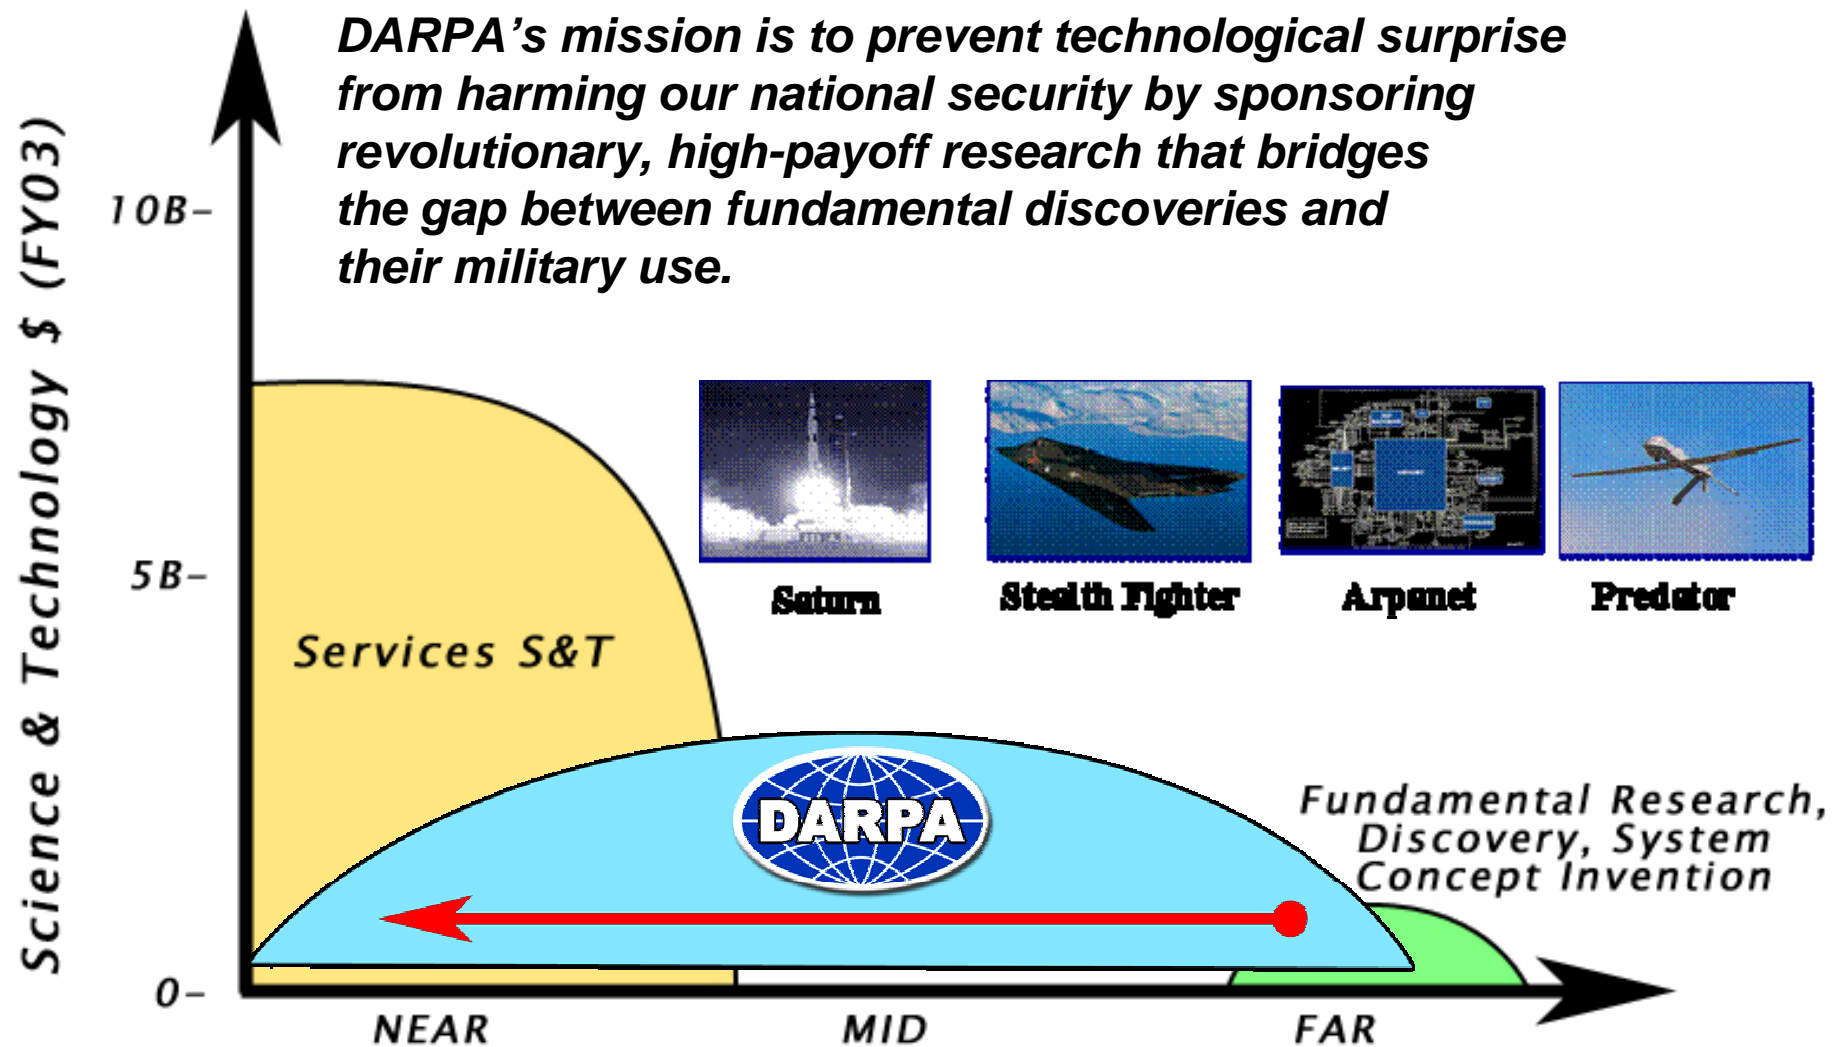 DARPA's mission is to prevent technological surprise
from harming our national security by sponsoring
revolutionary, high-payoff research that bridges
the gap between fundamental discoveries and
their military use.
Science & Technology $ (FY03)
10B-
5B-
0-
Services S&T
Saturn
Stealth Fighter
Arpanet
Predator
DARPA
Fundamental Research,
Discovery, System
Concept Invention
NEAR
MID
FAR